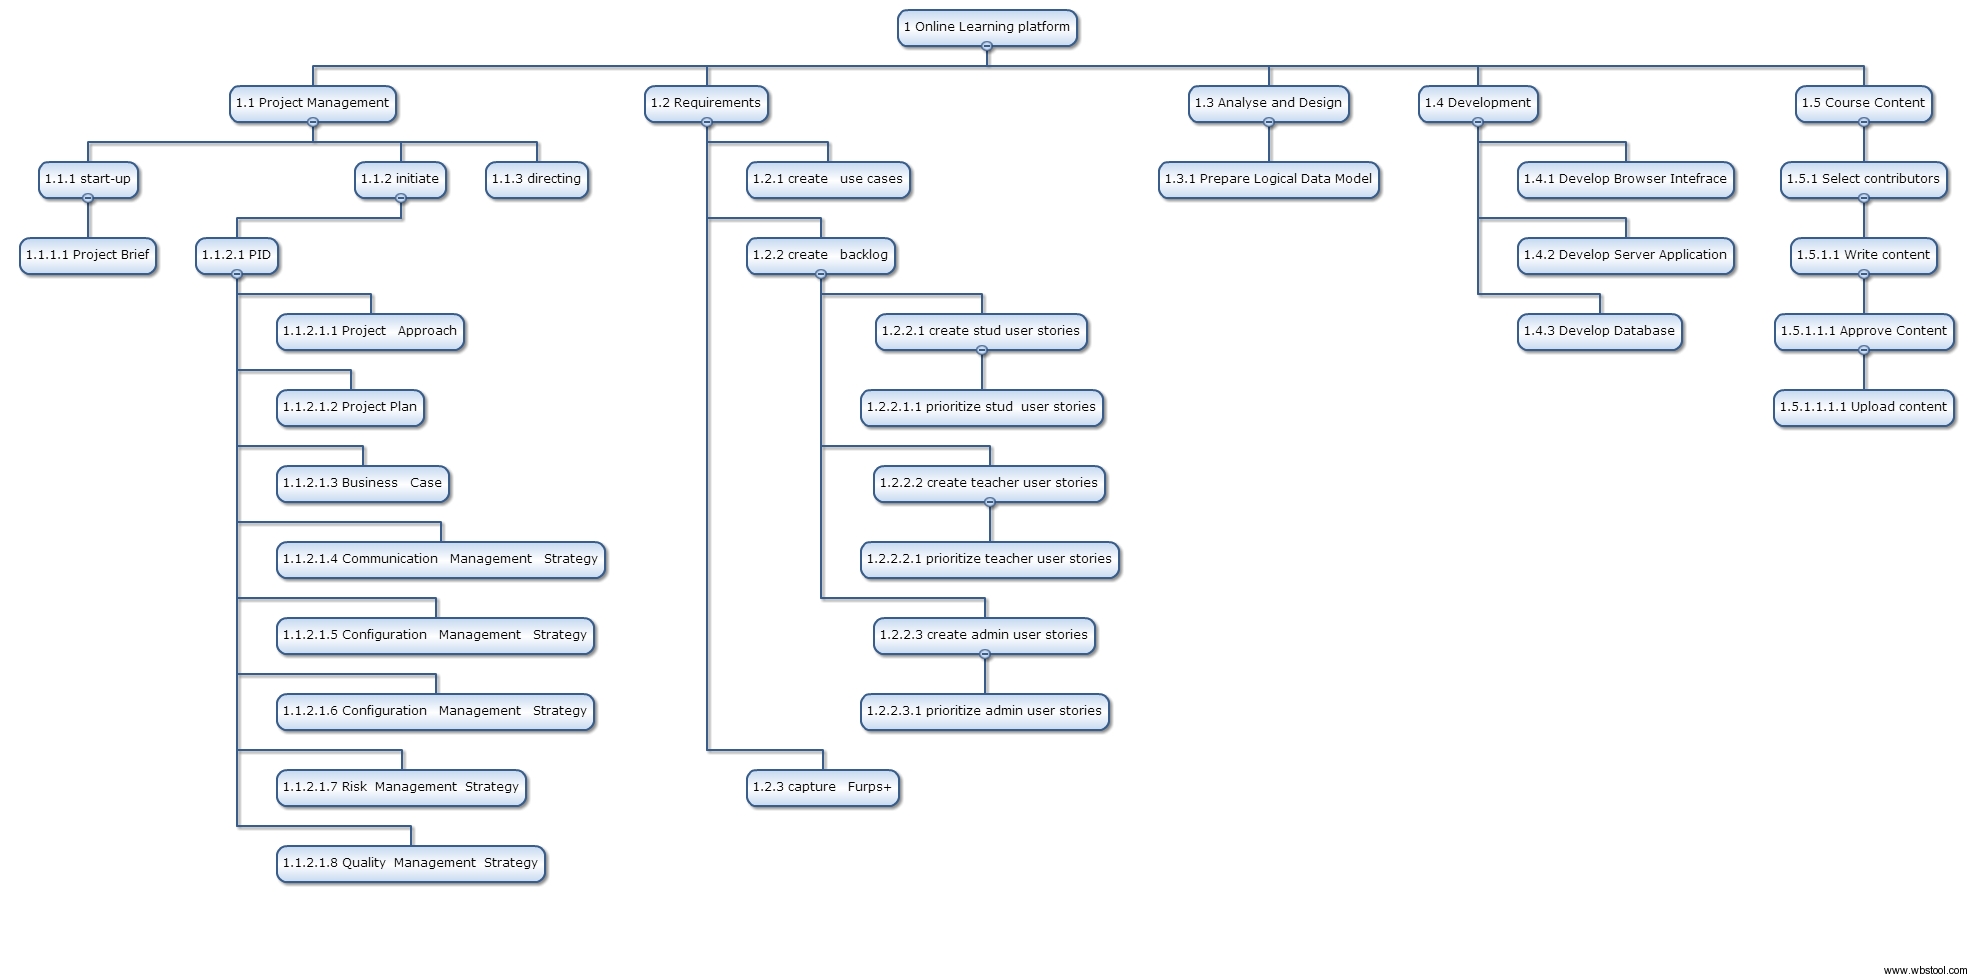 1 Online Learning platform
1.1 Project Management
1.2 Requirements
1.3 Analyse and Design
1.4 Development
1.5 Course Content
1.1.1 start-up
1.1.2 initiate
1.1.3 directing
1.2.1 create use cases
1.3.1 Prepare Logical Data Model
1.4.1 Develop Browser Intefrace
1.5.1 Select contributors
1.1.1.1 Project Brief
1.1.2.1 PID
1.2.2 create backlog
1.4.2 Develop Server Application
1.5.1.1 Write content
1.1.2.1.1 Project Approach
1.2.2.1 create stud user stories
1.4.3 Develop Database
1.5.1.1.1 Approve Content
1.1.2.1.2 Project Plan
1.2.2.1.1 prioritize stud user stories
1.5.1.1.1.1 Upload content
1.1.2.1.3 Business Case
1.2.2.2 create teacher user stories
1.1.2.1.4 Communication Management Strategy
1.2.2.2.1 prioritize teacher user stories
1.1.2.1.5 Configuration Management Strategy
1.2.2.3 create admin user stories
1.1.2.1.6 Configuration Management Strategy
1.2.2.3.1 prioritize admin user stories
1.1.2.1.7 Risk Management Strategy
1.2.3 capture Furps+
1.1.2.1.8 Quality Management Strategy
www.wbstool.com